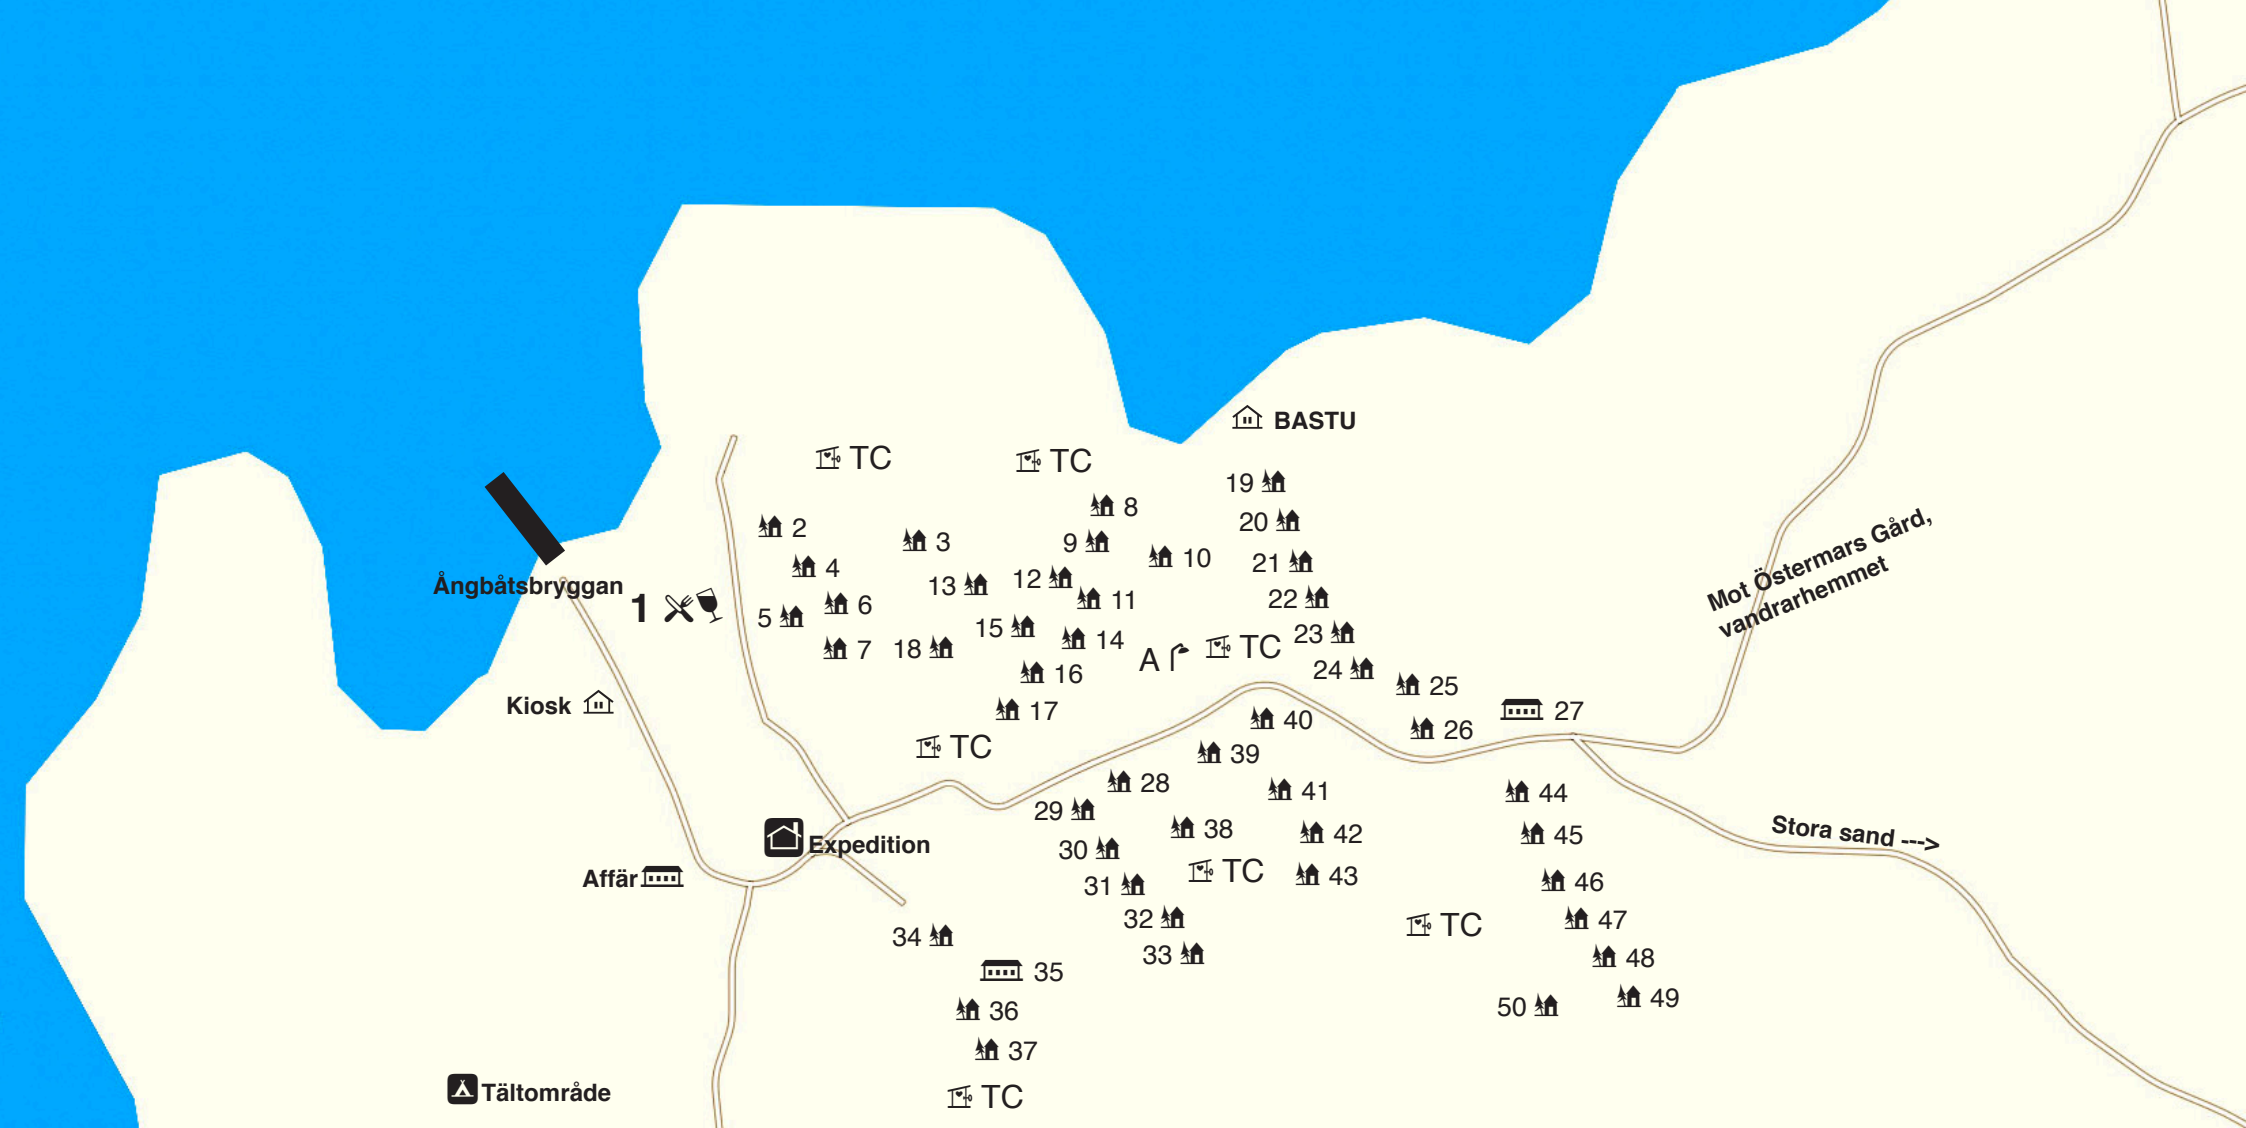 BASTU
TC
TC
19
8
20
2
3
9
10
21
4
13
12
11
22
Ångbåtsbryggan
1
5
6
15
14
23
7
18
A
TC
16
24
25
Kiosk
17
27
40
26
TC
39
28
41
44
29
38
42
45
Expedition
30
Affär
31
TC
43
46
32
47
34
33
TC
48
35
36
50
49
37
Tältområde
TC
Mot Östermars Gård,
vandrarhemmet
Stora sand --->